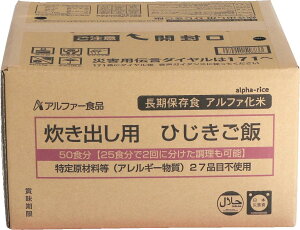 ご注意 開封口
災害用伝言ダイヤルは171へ
alpha-rice
アルファー食品
長期保存食 アルファ化米
炊き出し用 ひじきご飯
50食分【25食分で2回に分けた調理も可能】
特定原材料等(アレルギー物質)27品目不使用
賞味期限
HALAL